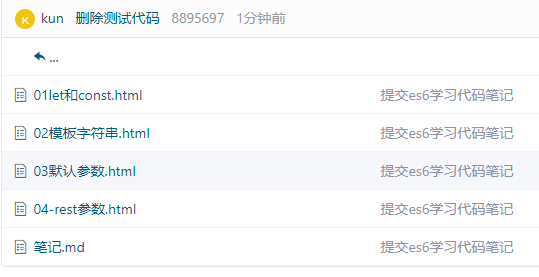 K kun 删除测试代码 8895697 1分钟前
...
01let和const.html 提交es6学习代码笔记
02模板字符串.html 提交es6学习代码笔记
03默认参数.html 提交es6学习代码笔记
04-rest参数.html 提交es6学习代码笔记
笔记.md 提交es6学习代码笔记